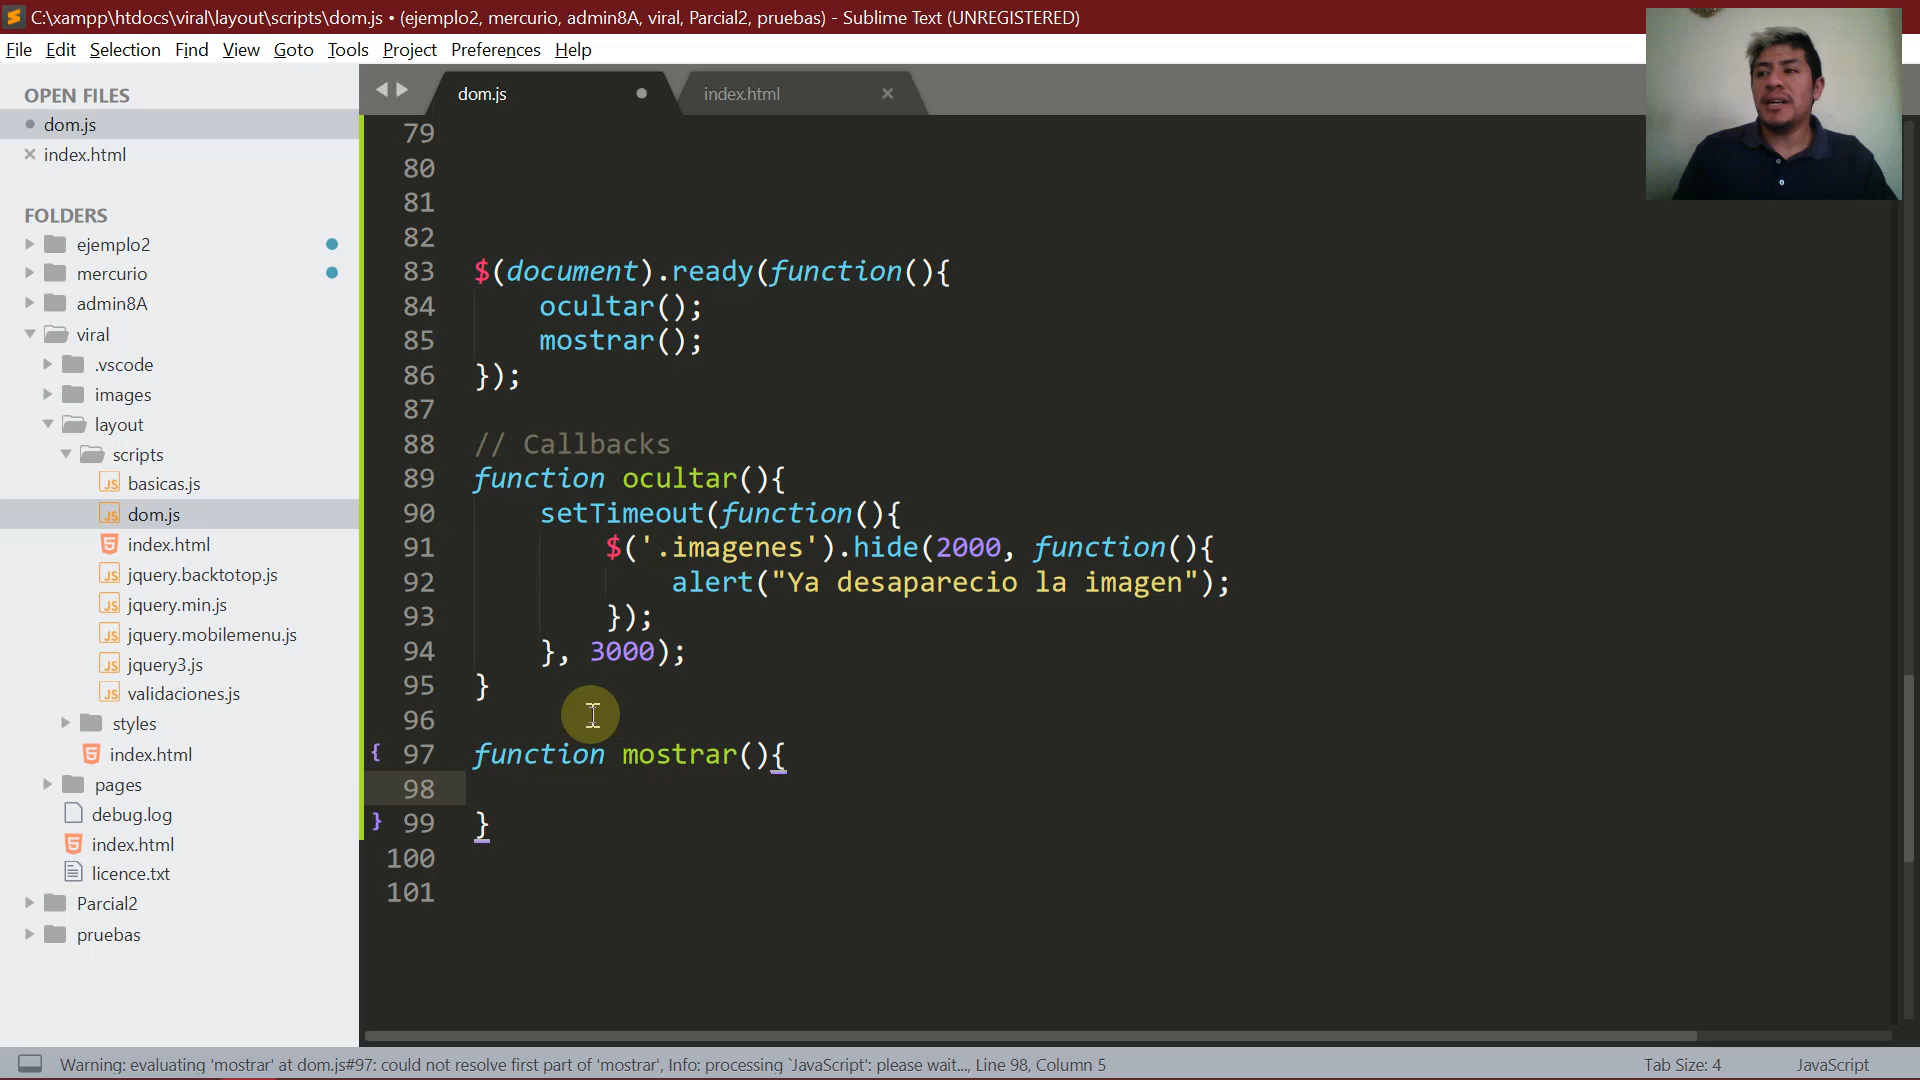 C:\xampp\htdocs\viral\layout\scripts\dom.js • (ejemplo2, mercurio, admin8A, viral, Parcial2, pruebas) - Sublime Text (UNREGISTERED)
File Edit Selection Find View Goto Tools Project Preferences Help
OPEN FILES
dom.js
index.html
FOLDERS
ejemplo2
mercurio
admin8A
viral
.vscode
images
layout
scripts
basicas.js
dom.js
index.html
jquery.backtotop.js
jquery.min.js
jquery.mobilemenu.js
jquery3.js
validaciones.js
styles
index.html
pages
debug.log
index.html
licence.txt
Parcial2
pruebas
dom.js
index.html
79
80
81
82
83 $(document).ready(function(){
84     ocultar();
85     mostrar();
86 });
87
88 // Callbacks
89 function ocultar(){
90     setTimeout(function(){
91         $('.imagenes').hide(2000, function(){
92             alert("Ya desaparecio la imagen");
93         });
94     }, 3000);
95 }
96
{ 97 function mostrar(){
98
} 99 }
100
101
Warning: evaluating 'mostrar' at dom.js#97: could not resolve first part of 'mostrar', Info: processing `JavaScript': please wait..., Line 98, Column 5
Tab Size: 4
JavaScript